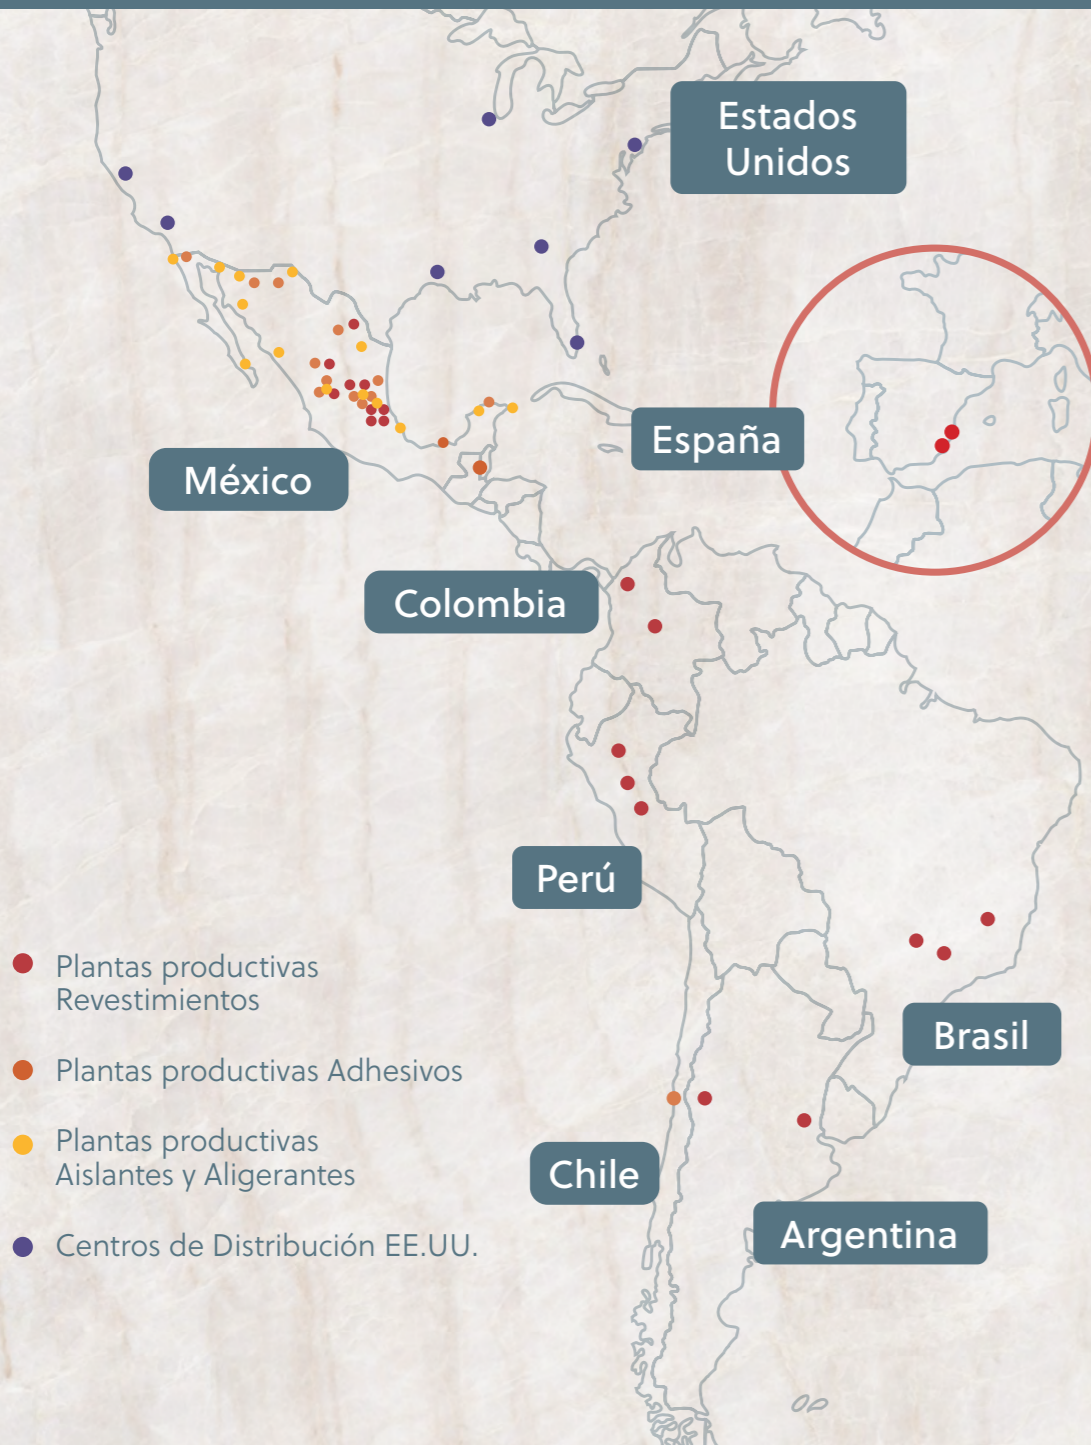 Estados
Unidos
España
México
Colombia
Perú
Brasil
Chile
Argentina
Plantas productivas
Revestimientos
Plantas productivas Adhesivos
Plantas productivas
Aislantes y Aligerantes
Centros de Distribución EE.UU.